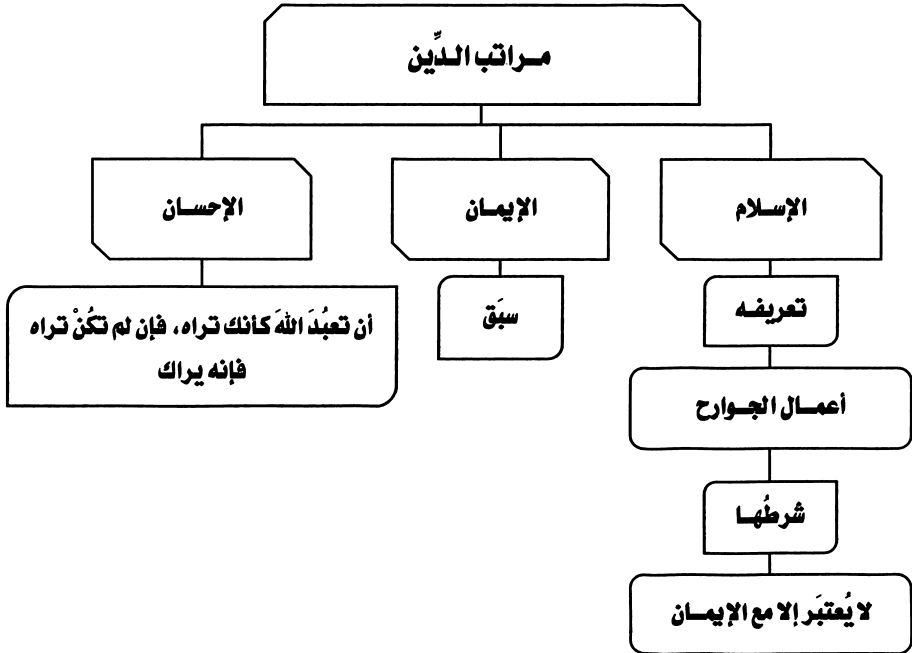 مراتب الدِّين
الإسلام
الإيمان
الإحسان
تعريفه
سبَق
أن تعبُدَ اللهَ كأنك تراه، فإن لم تكُنْ تراه
فإنه يراك
أعمال الجوارح
شرطُها
لا يُعتبَر إلا مع الإيمان